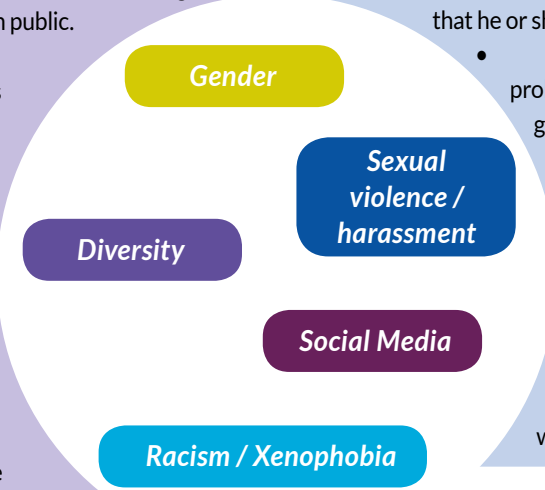 n public.
that he or sh
•
pro
g
Gender
Sexual
violence /
harassment
Diversity
Social Media
Racism / Xenophobia
w
e